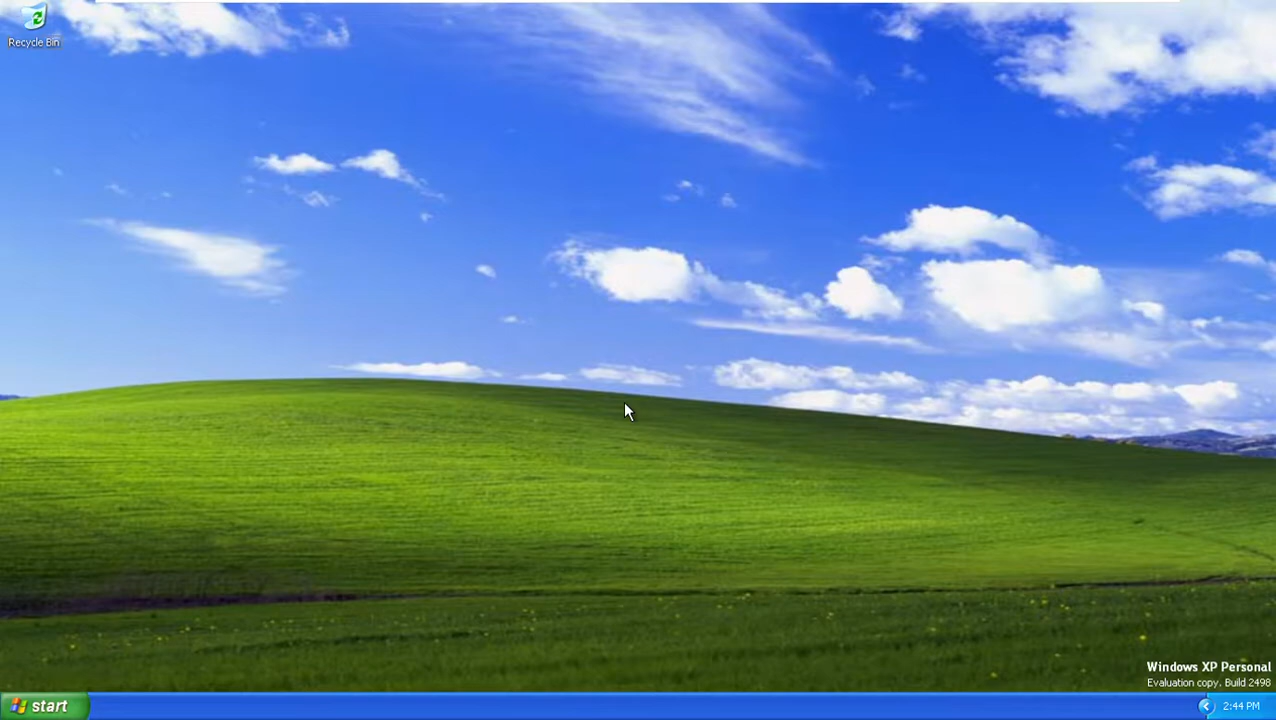 Recycle Bin
Windows XP Personal
Evaluation copy. Build 2498
start
2:44 PM